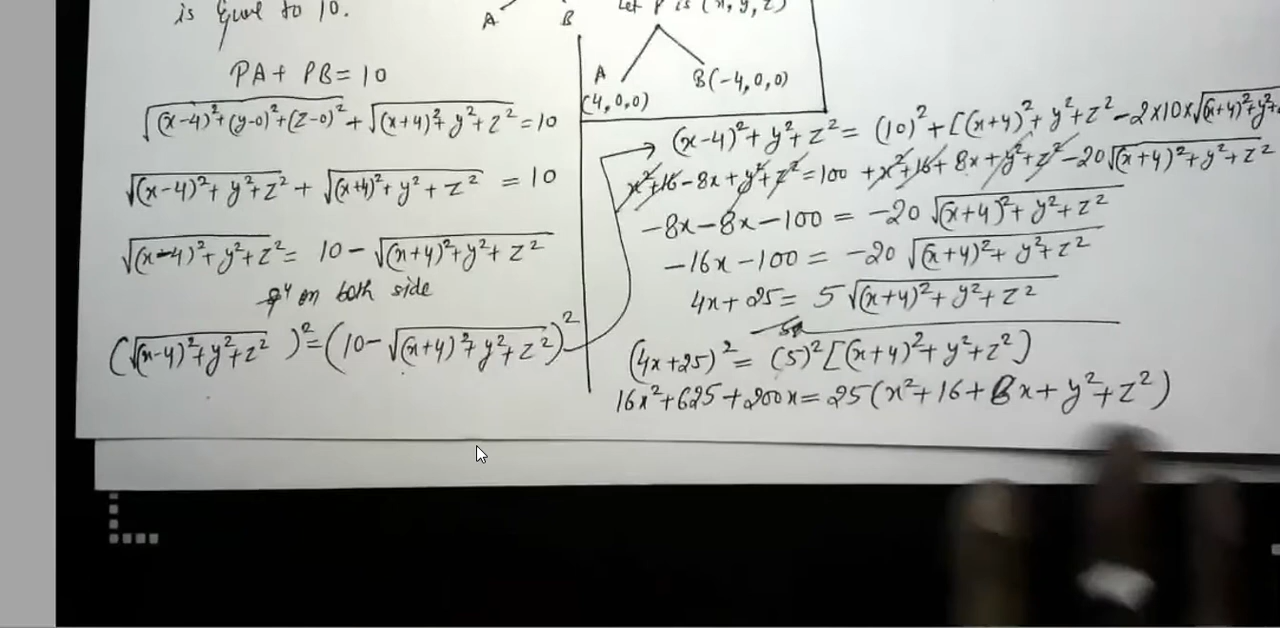 is Equal to 10.
A
B
Let P is (x, y, z)
PA + PB = 10
A
B(-4,0,0)
(4,0,0)
√(x-4)²+(y-0)²+(z-0)² + √(x+4)²+y²+z² = 10
√(x-4)²+y²+z² + √(x+4)²+y²+z² = 10
√(x-4)²+y²+z² = 10 - √(x+4)²+y²+z²
on both side
(√(x-4)²+y²+z² )² = (10 - √(x+4)²+y²+z²)²
(x-4)²+y²+z² = (10)²+[(x+4)²+y²+z² - 2×10×√(x+4)²+y²+
x²+16-8x+y²+z² = 100 + x²+16+8x+y²+z² - 20√(x+4)²+y²+z²
-8x-8x-100 = -20√(x+4)²+y²+z²
-16x-100 = -20√(x+4)²+y²+z²
4x+25 = 5√(x+4)²+y²+z²
(4x+25)² = (5)²[(x+4)²+y²+z²)
16x²+625+200x = 25(x²+16+8x+y²+z²)